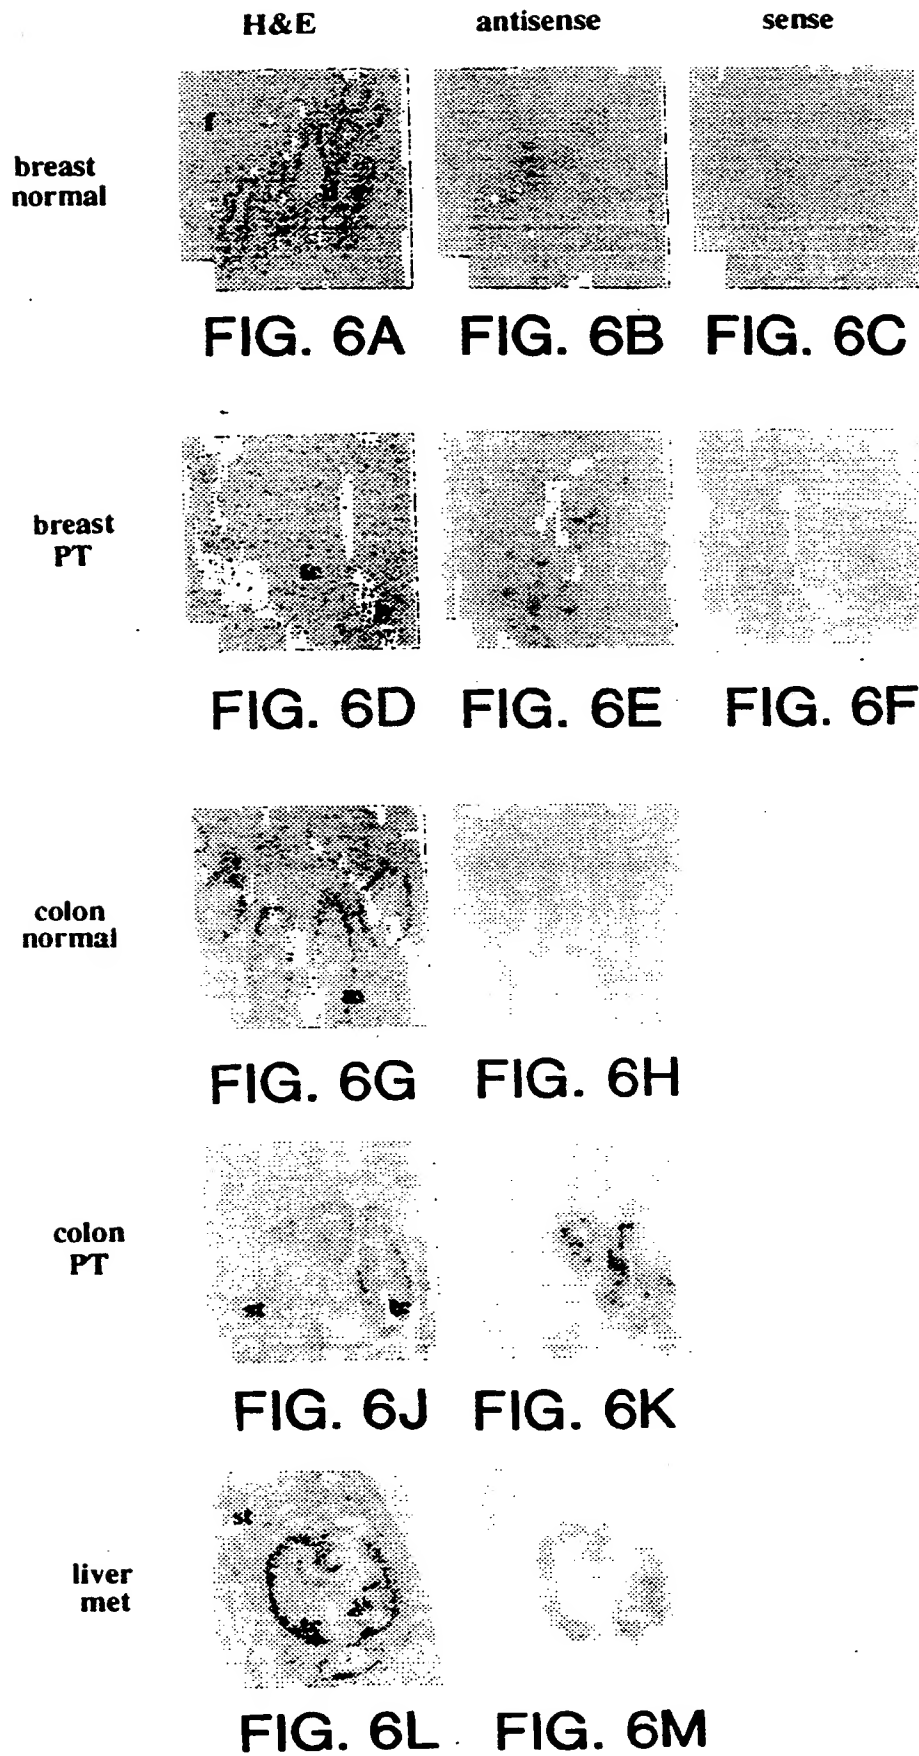 H&E antisense sense
f
breast
normal
FIG. 6A FIG. 6B FIG. 6C
breast
PT
FIG. 6D FIG. 6E FIG. 6F
colon
normal
FIG. 6G FIG. 6H
colon
PT
st
FIG. 6J FIG. 6K
st
liver
met
FIG. 6L FIG. 6M